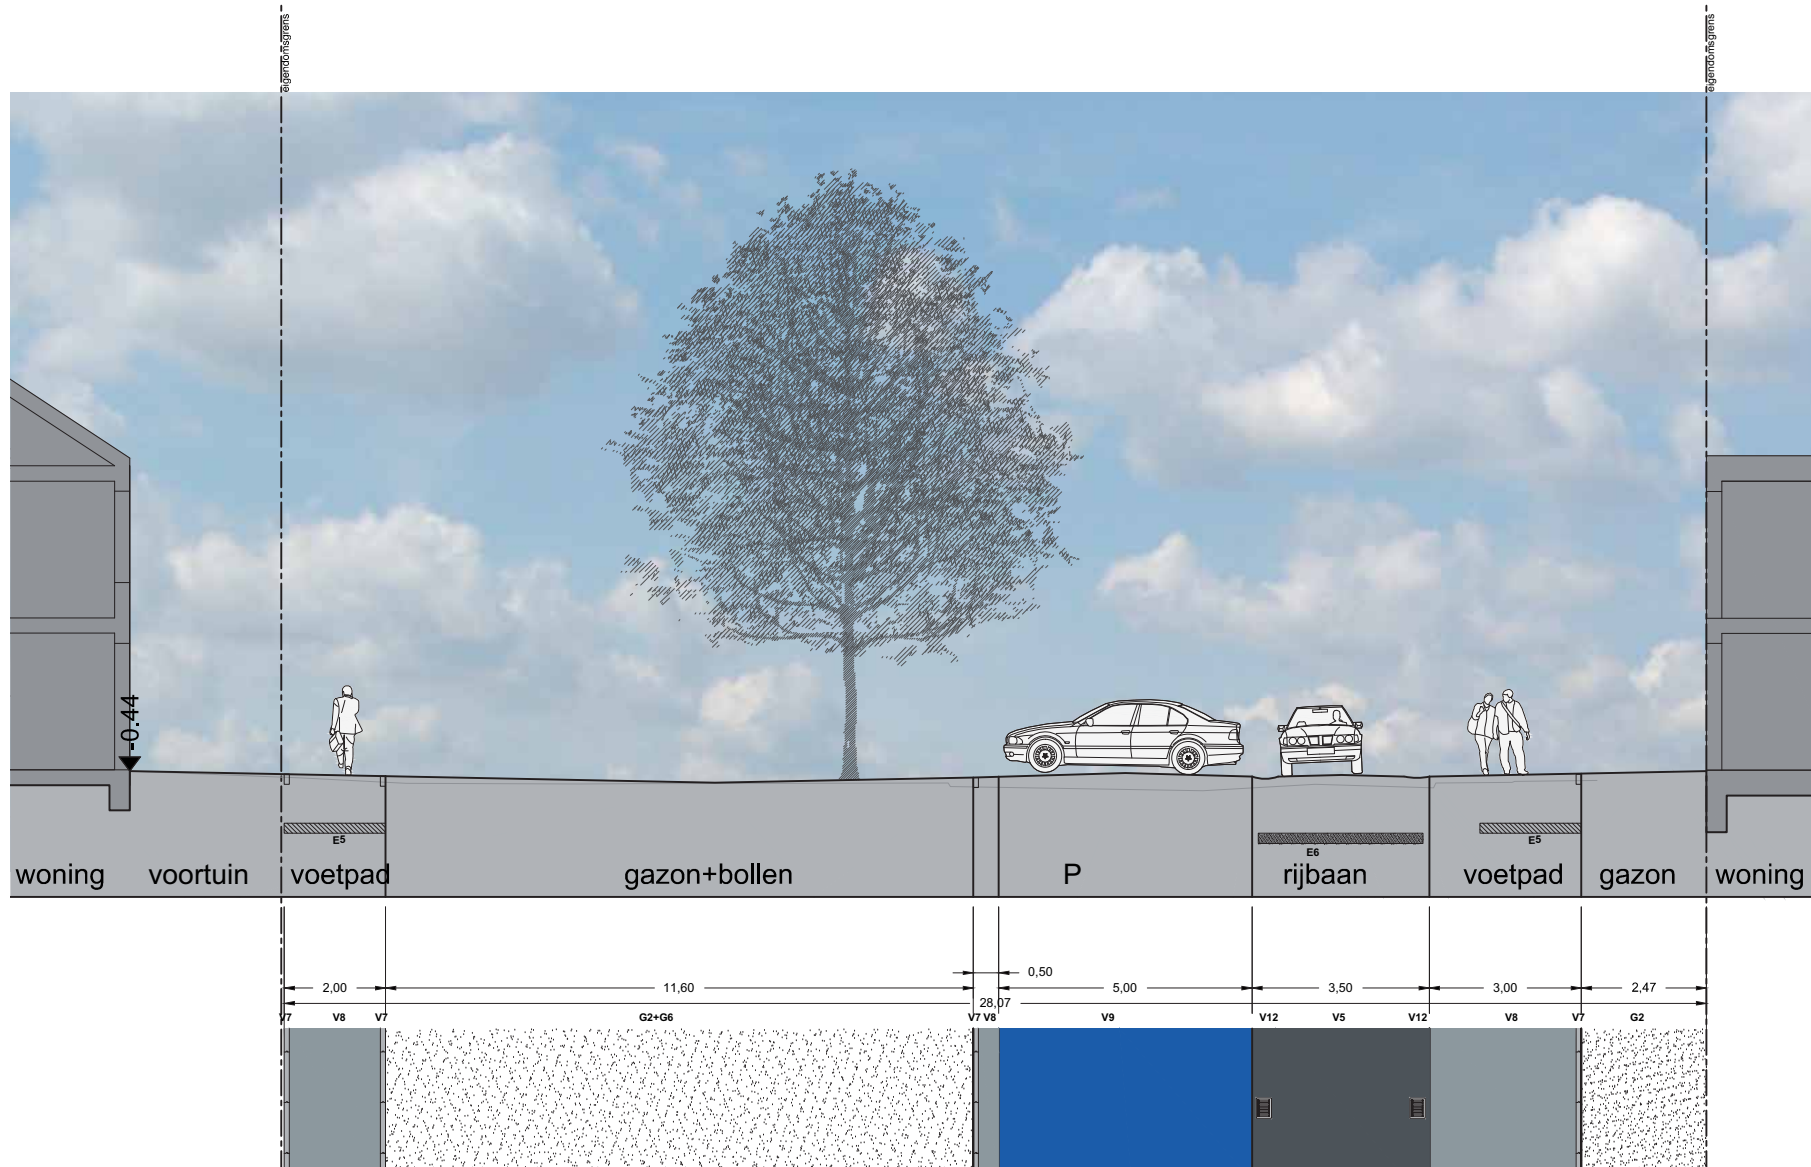 eigendomsgrens eigendomsgrens
-0.44
E5 E6 E5
woning voortuin voetpad gazon+bollen P rijbaan voetpad gazon woning
0,50
2,00 11,60 5,00 3,50 3,00 2,47
28,07
V7 V8 V7 G2+G6 V7 V8 V9 V12 V5 V12 V8 V7 G2